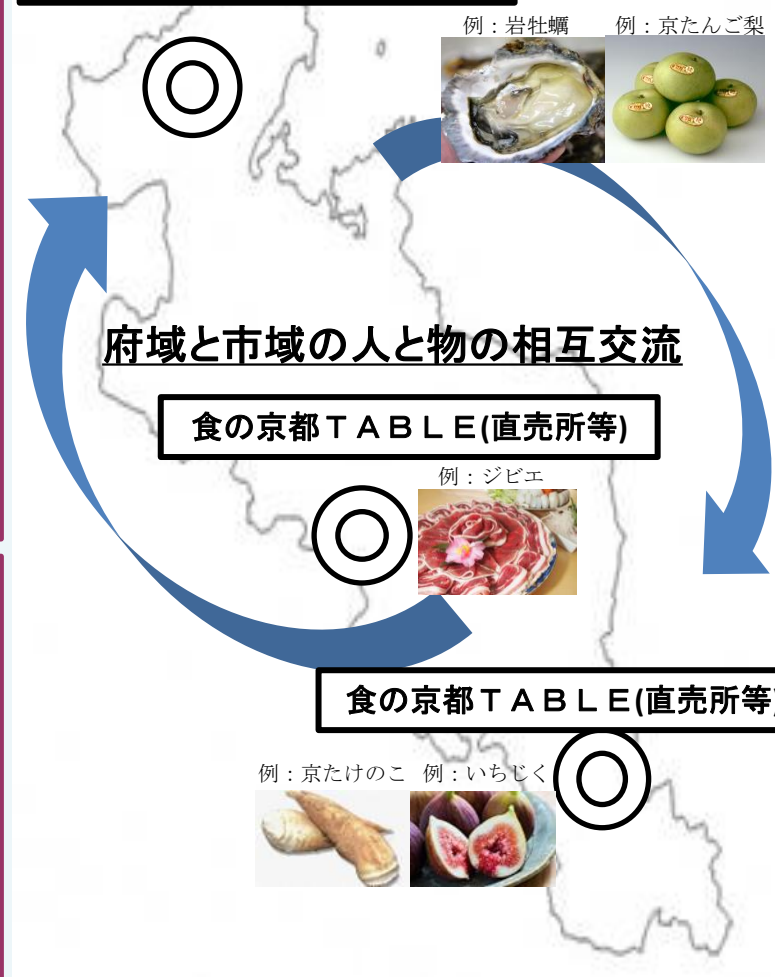 例：岩牡蠣　例：京たんご梨
府域と市域の人と物の相互交流
食の京都ＴＡＢＬＥ(直売所等)
例：ジビエ
食の京都ＴＡＢＬＥ(直売所等)
例：京たけのこ　例：いちじく